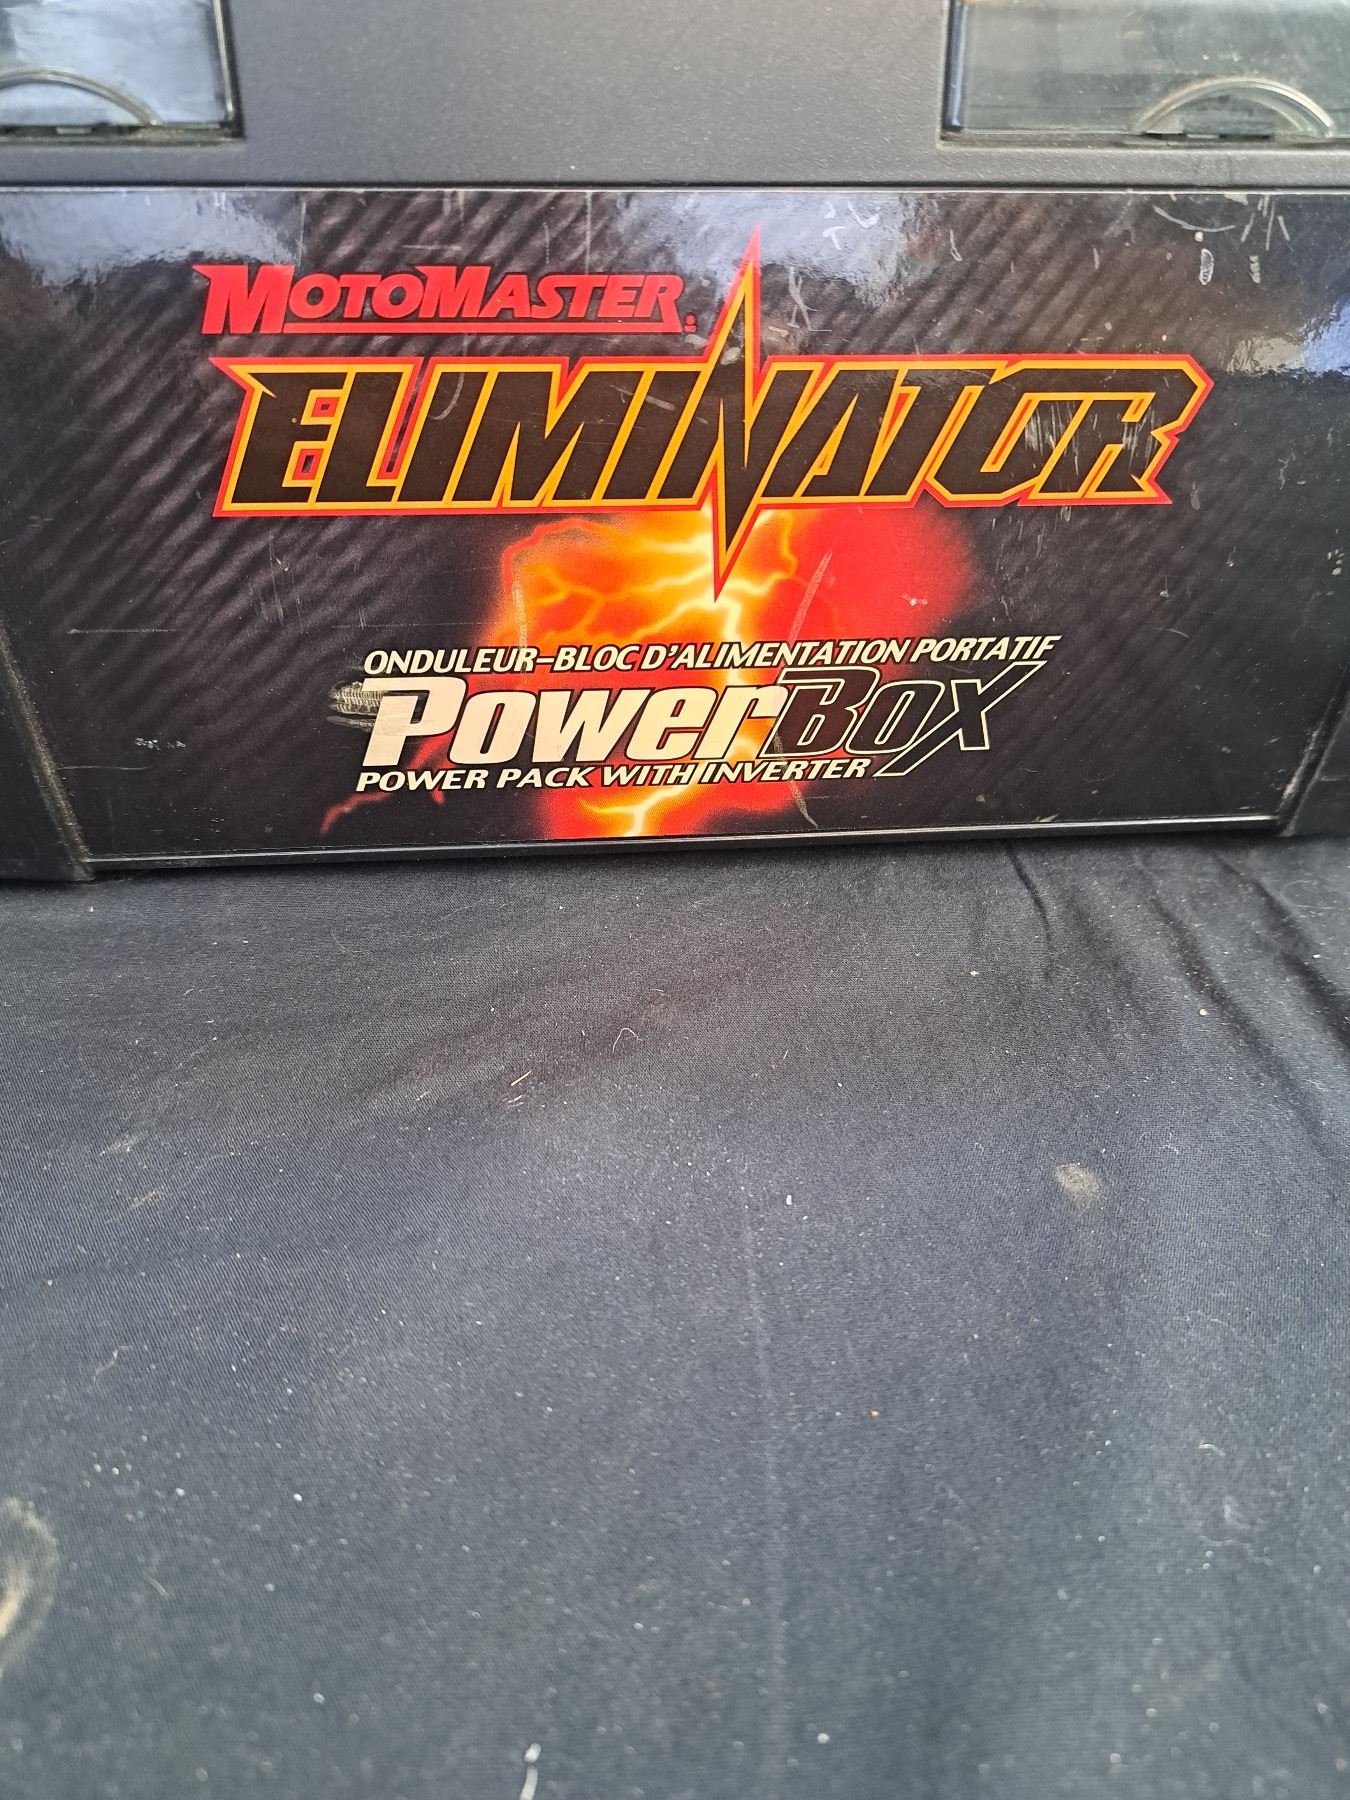 MOTOMASTER
ELIMINATOR
ONDULEUR-BLOC D'ALIMENTATION PORTATIF
PowerBox
POWER PACK WITH INVERTER